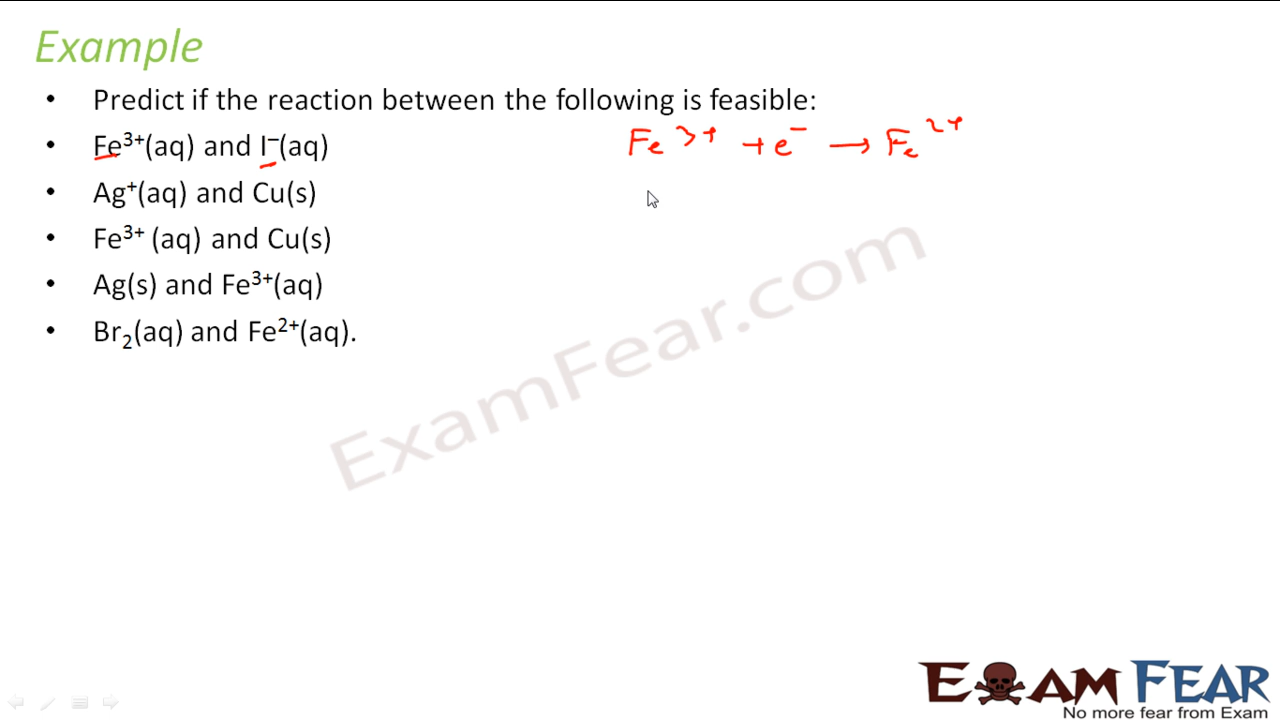 Example
• Predict if the reaction between the following is feasible:
• Fe³⁺(aq) and I⁻(aq)
Fe³⁺ + e⁻ → Fe²⁺
• Ag⁺(aq) and Cu(s)
• Fe³⁺ (aq) and Cu(s)
• Ag(s) and Fe³⁺(aq)
• Br₂(aq) and Fe²⁺(aq).
ExamFear.com
EXAM FEAR
No more fear from Exam